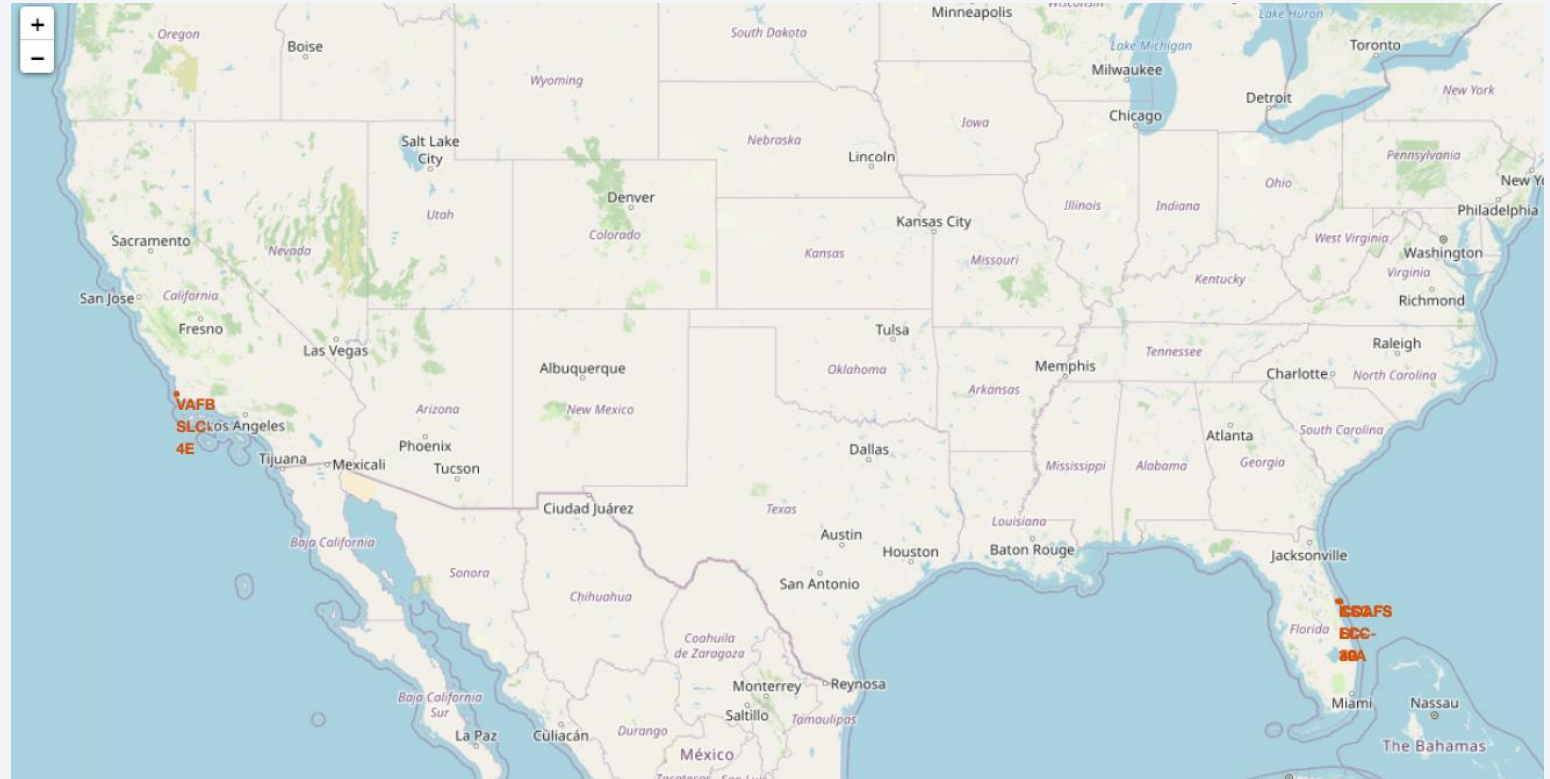 +
−
Oregon
Boise
South Dakota
Minneapolis
Wisconsin
Lake Huron
Lake Michigan
Toronto
Wyoming
Milwaukee
New York
Detroit
Chicago
Iowa
Salt Lake
City
Nebraska
Lincoln
Pennsylvania
Ohio
New Yo
Denver
Utah
Illinois
Indiana
Philadelphia
Kansas City
Colorado
Sacramento
Nevada
Kansas
Missouri
West Virginia
Washington
Virginia
Kentucky
San Jose
California
Richmond
Fresno
Las Vegas
Tulsa
Raleigh
Tennessee
Albuquerque
Oklahoma
Memphis
Charlotte
North Carolina
Arkansas
VAFB
SLC-
4E
Los Angeles
Arizona
New Mexico
Phoenix
Dallas
Atlanta
South Carolina
Tijuana
Mexicali
Tucson
Mississippi
Alabama
Georgia
Ciudad Juárez
Texas
Louisiana
Austin
Houston
Baton Rouge
Jacksonville
Baja California
Sonora
San Antonio
Chihuahua
Florida
Coahuila
de Zaragoza
Monterrey
Reynosa
Baja California
Sur
Saltillo
Tamaulipas
Miami
Nassau
La Paz
Culiacán
Durango
México
The Bahamas